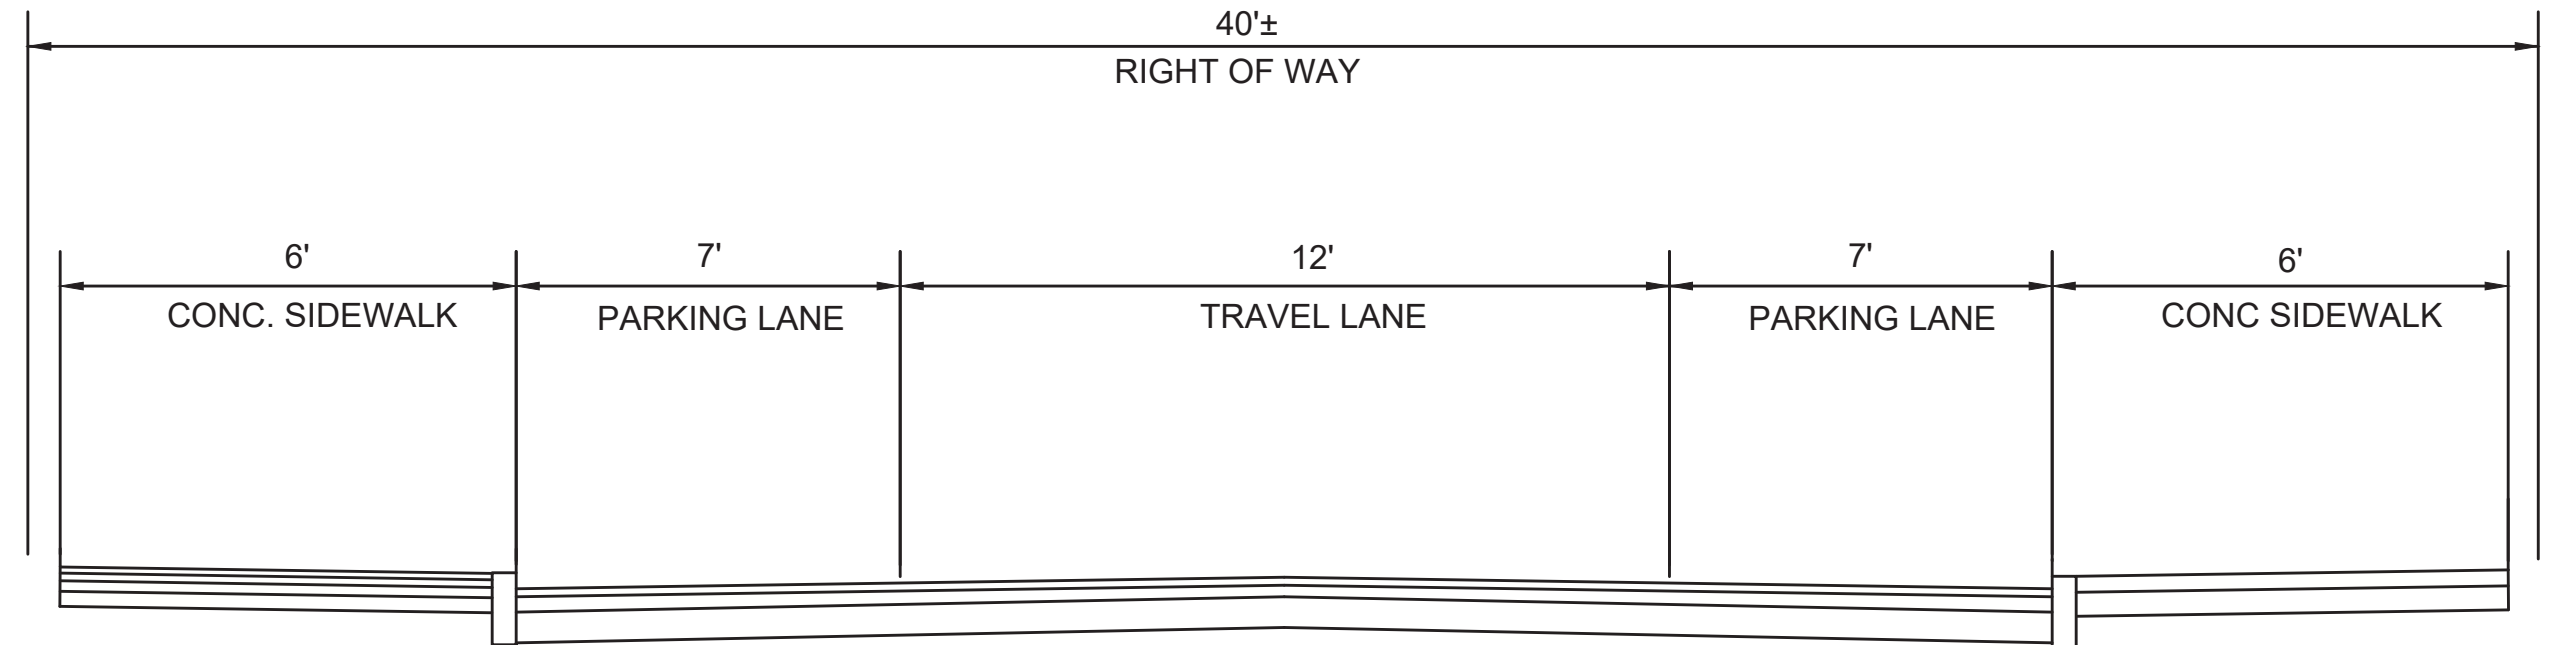 40'±
RIGHT OF WAY
6'
7'
12'
7'
6'
CONC. SIDEWALK
PARKING LANE
TRAVEL LANE
PARKING LANE
CONC SIDEWALK